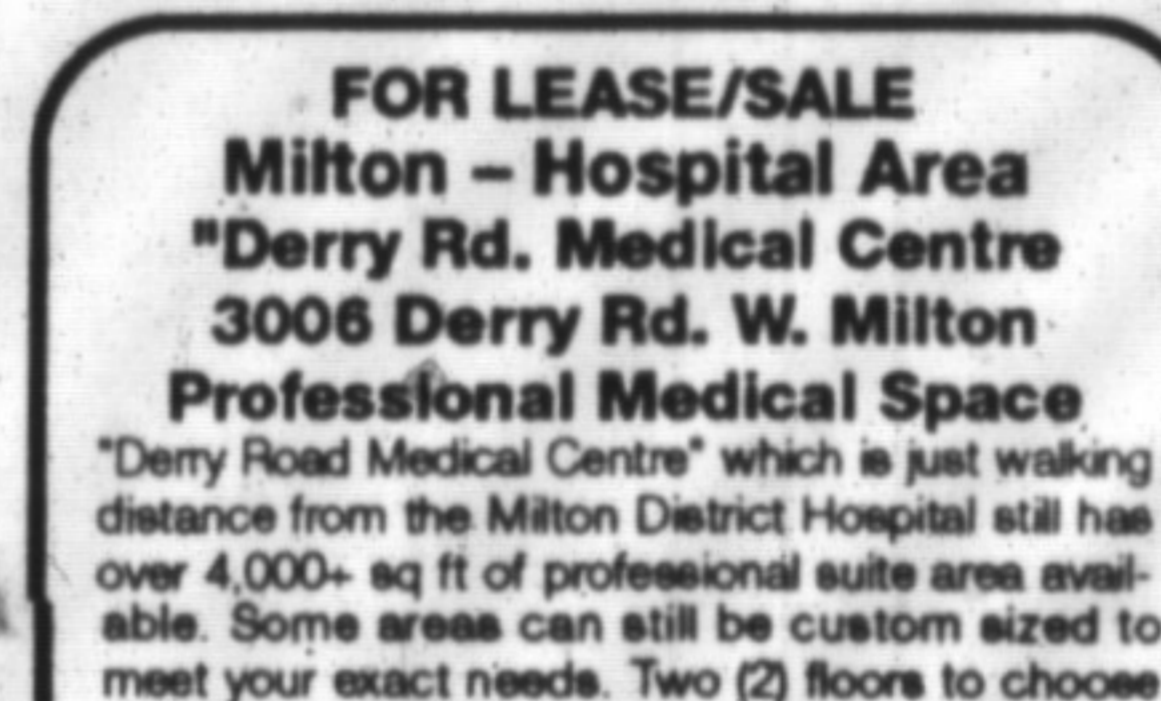 FOR LEASE/SALE
Milton – Hospital Area
"Derry Rd. Medical Centre
3006 Derry Rd. W. Milton
Professional Medical Space
"Derry Road Medical Centre" which is just walking
distance from the Milton District Hospital still has
over 4,000+ sq ft of professional suite area avail-
able. Some areas can still be custom sized to
meet your exact needs. Two (2) floors to choose